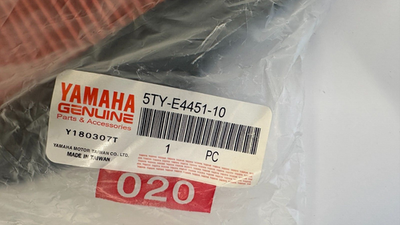 YAMAHA
GENUINE
Parts & Accessories
Y180307T
YAMAHA MOTOR TAIWAN CO., LTD.
MADE IN TAIWAN
5TY-E4451-10
1 PC
020